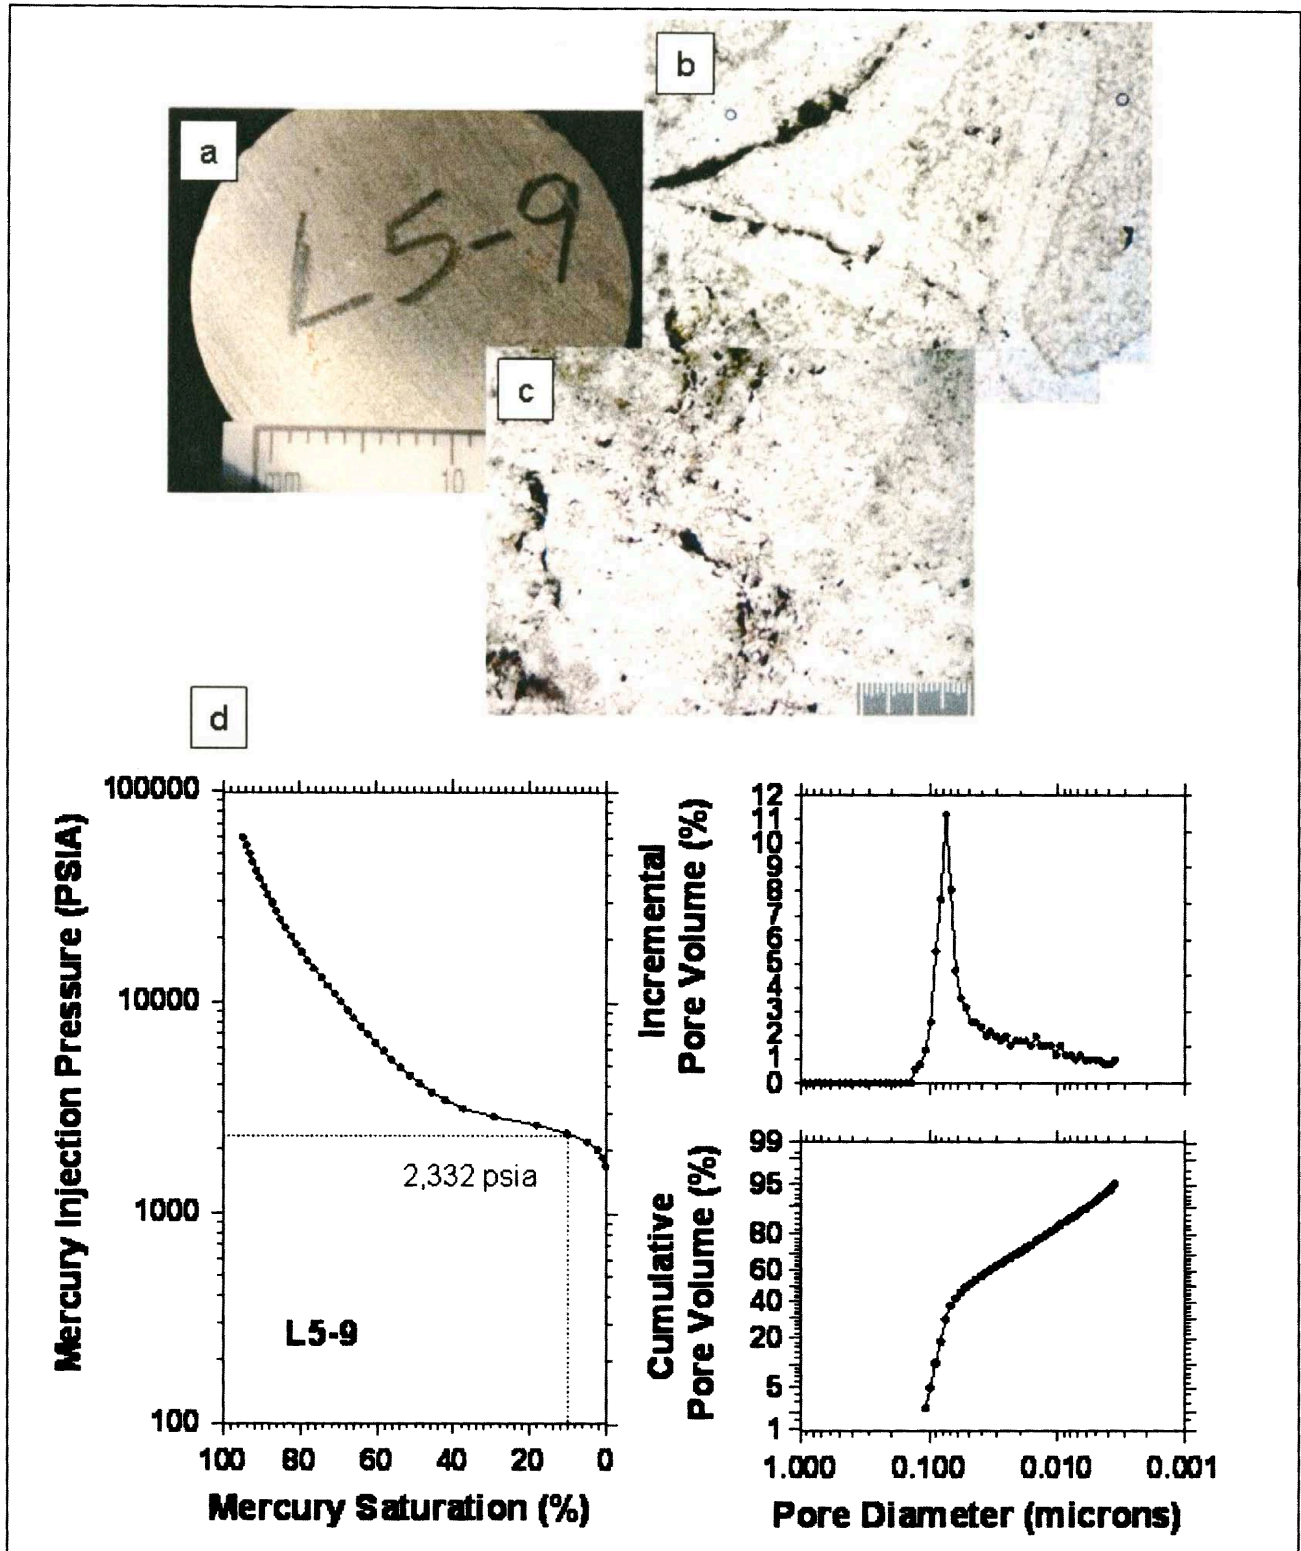 a
L5-9
mm 10
b
c
d
Mercury Injection Pressure (PSIA)
100000
10000
1000
100
2,332 psia
L5-9
100 80 60 40 20 0
Mercury Saturation (%)
Incremental
Pore Volume (%)
12
11
10
9
8
7
6
5
4
3
2
1
0
Cumulative
Pore Volume (%)
99
95
80
60
40
20
5
1
1.000 0.100 0.010 0.001
Pore Diameter (microns)